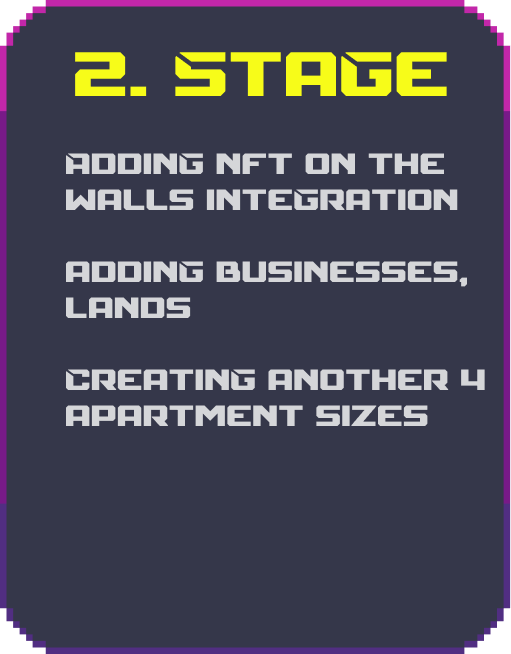 2. STAGE
ADDING NFT ON THE
WALLS INTEGRATION
ADDING BUSINESSES,
LANDS
CREATING ANOTHER 4
APARTMENT SIZES